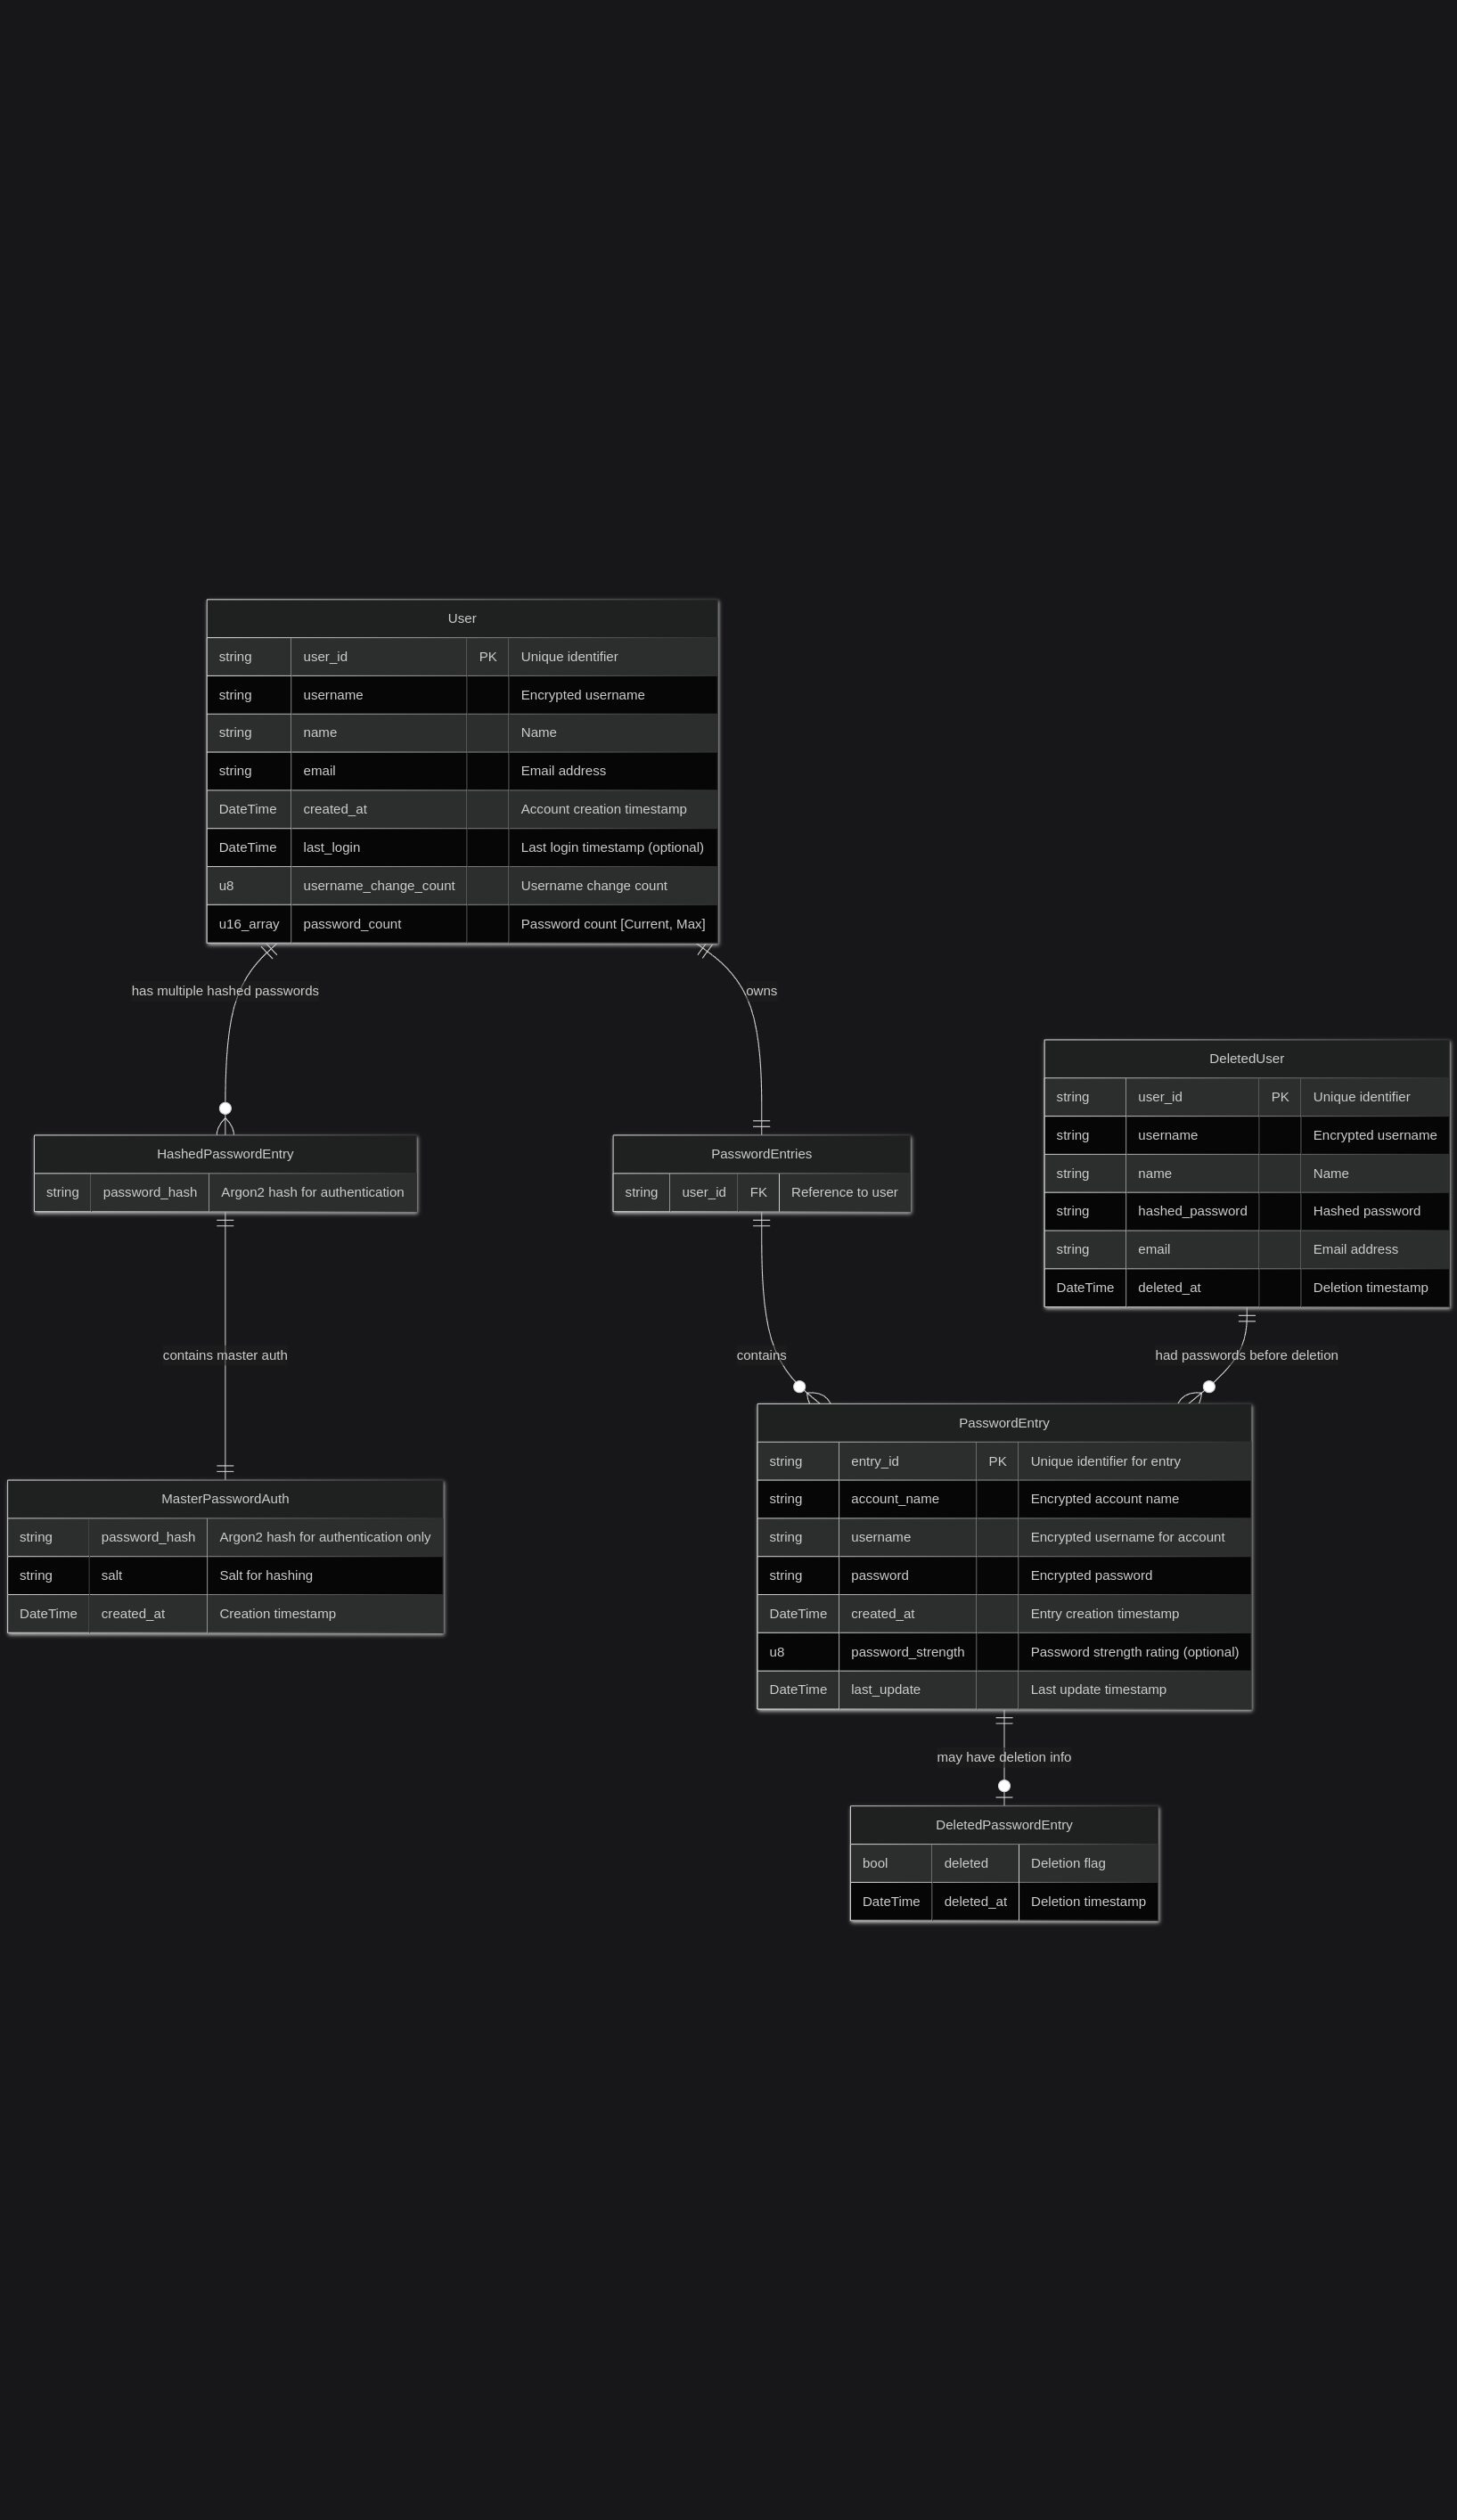 User
string user_id PK Unique identifier
string username Encrypted username
string name Name
string email Email address
DateTime created_at Account creation timestamp
DateTime last_login Last login timestamp (optional)
u8 username_change_count Username change count
u16_array password_count Password count [Current, Max]
has multiple hashed passwords
owns
DeletedUser
string user_id PK Unique identifier
string username Encrypted username
string name Name
string hashed_password Hashed password
string email Email address
DateTime deleted_at Deletion timestamp
HashedPasswordEntry
string password_hash Argon2 hash for authentication
PasswordEntries
string user_id FK Reference to user
contains master auth
contains
had passwords before deletion
PasswordEntry
string entry_id PK Unique identifier for entry
string account_name Encrypted account name
string username Encrypted username for account
string password Encrypted password
DateTime created_at Entry creation timestamp
u8 password_strength Password strength rating (optional)
DateTime last_update Last update timestamp
MasterPasswordAuth
string password_hash Argon2 hash for authentication only
string salt Salt for hashing
DateTime created_at Creation timestamp
may have deletion info
DeletedPasswordEntry
bool deleted Deletion flag
DateTime deleted_at Deletion timestamp